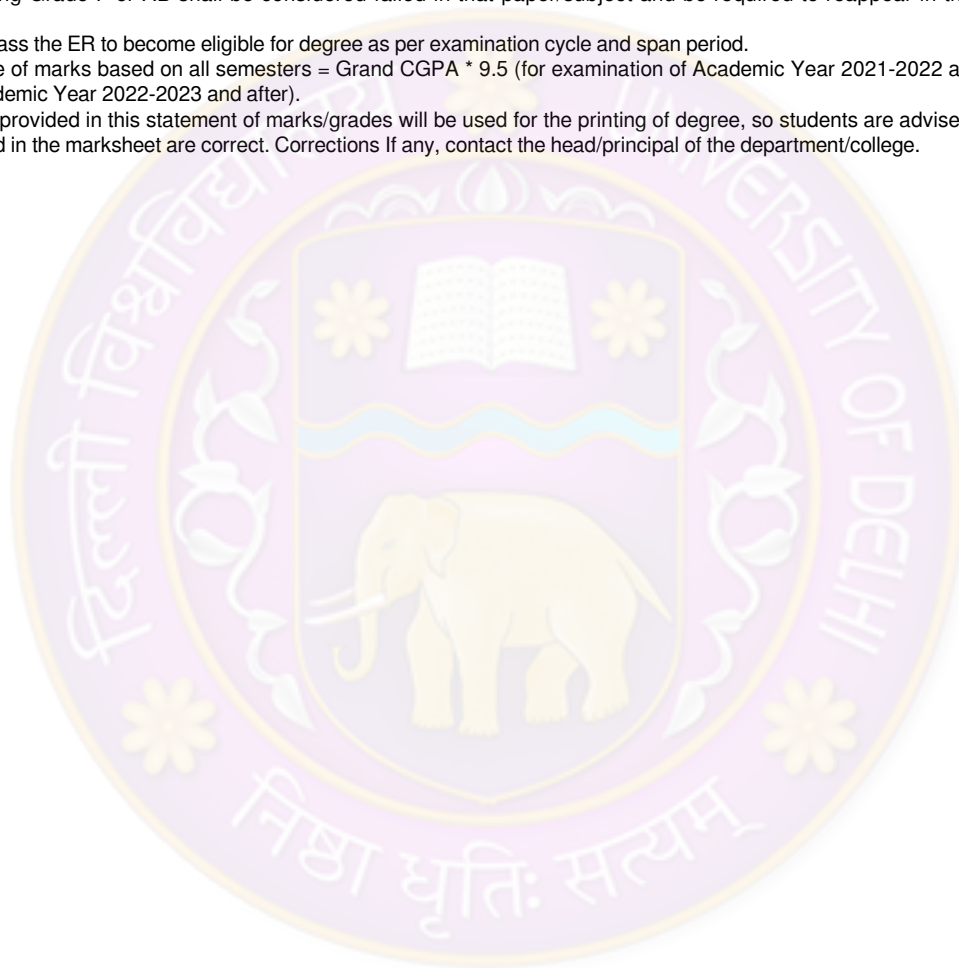 ass the ER to become eligible for degree as per examination cycle and span period.
e of marks based on all semesters = Grand CGPA * 9.5 (for examination of Academic Year 2021-2022 a
demic Year 2022-2023 and after).
provided in this statement of marks/grades will be used for the printing of degree, so students are advise
d in the marksheet are correct. Corrections If any, contact the head/principal of the department/college.
दिल्ली विश्वविद्यालय
UNIVERSITY OF DELHI
निष्ठा धृतिः सत्यम्